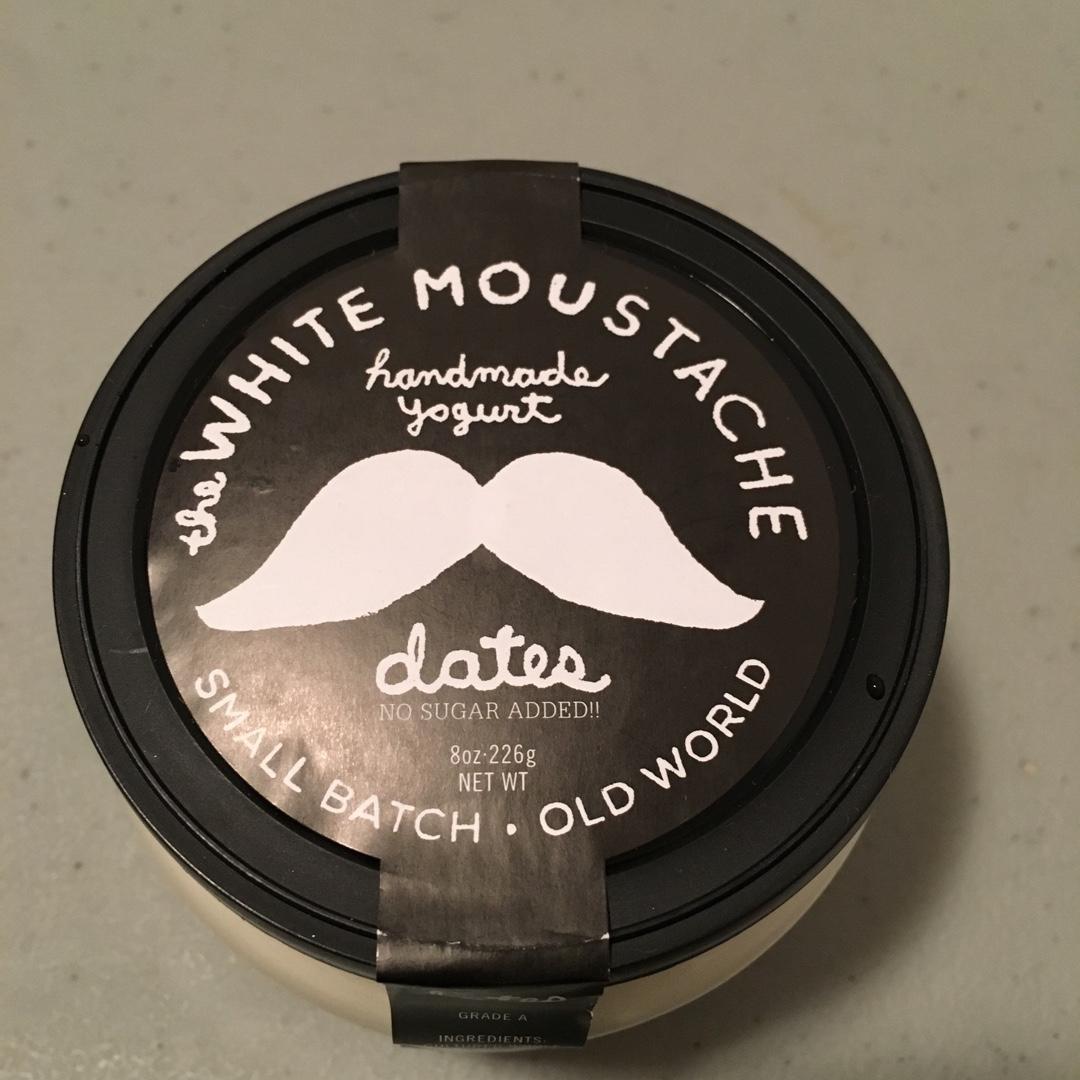 the WHITE MOUSTACHE
handmade
yogurt
dates
NO SUGAR ADDED!!
8oz·226g
NET WT
SMALL BATCH · OLD WORLD
GRADE A
INGREDIENTS: